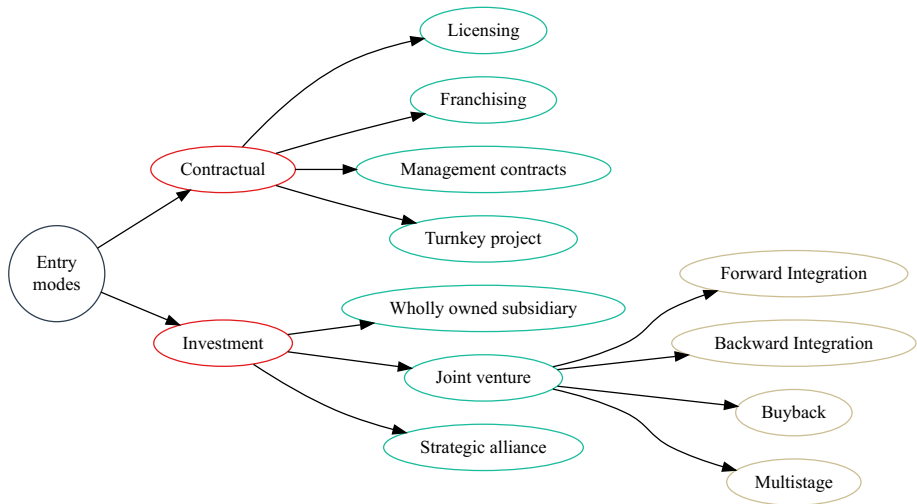 Licensing
Franchising
Contractual
Management contracts
Turnkey project
Entry
modes
Forward Integration
Wholly owned subsidiary
Investment
Backward Integration
Joint venture
Buyback
Strategic alliance
Multistage